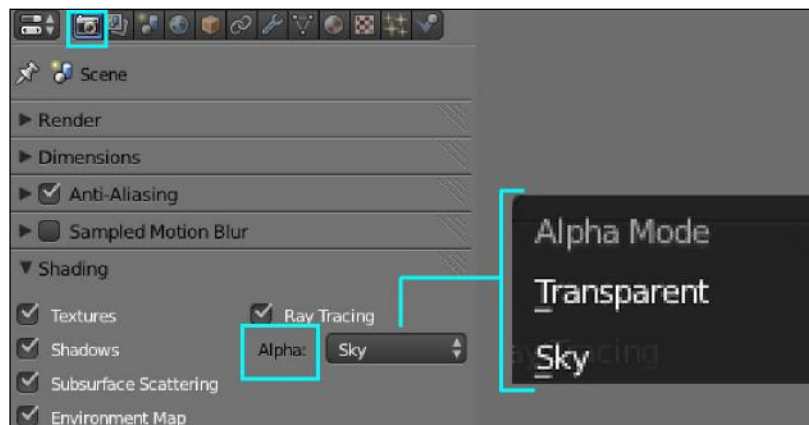 Scene
Render
Dimensions
Anti-Aliasing
Sampled Motion Blur
Shading
Textures
Ray Tracing
Shadows
Alpha: Sky
Subsurface Scattering
Environment Map
Alpha Mode
Transparent
Sky